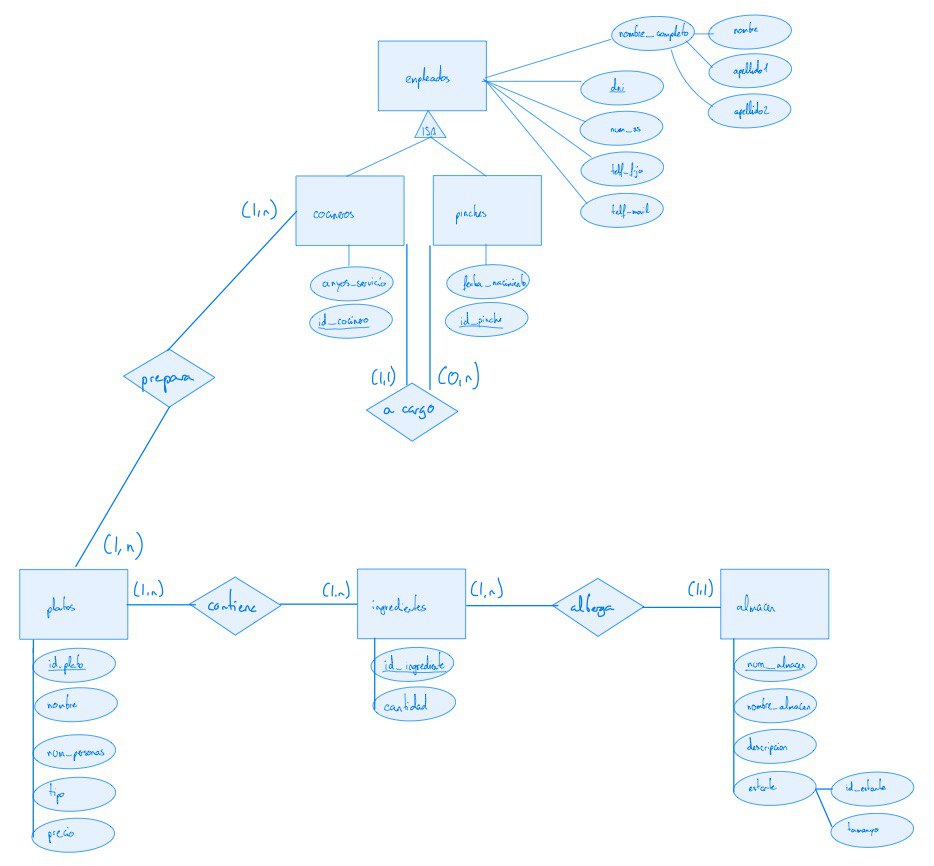 nombre_completo
nombre
empleados
apellido1
dni
apellido2
num_ss
ISA
telf_fijo
telf_movil
(1,n)
cocineros
pinches
anyos_servicio
fecha_nacimiento
id_cocinero
id_pinche
prepara
(1,1)
(0,n)
a cargo
(1,n)
(1,n)
(1,n)
(1,n)
(1,1)
platos
contiene
ingredientes
alberga
almacen
id_plato
id_ingrediente
num_almacen
nombre
cantidad
nombre_almacen
num_personas
descripcion
tipo
estante
id_estante
precio
tamanyo